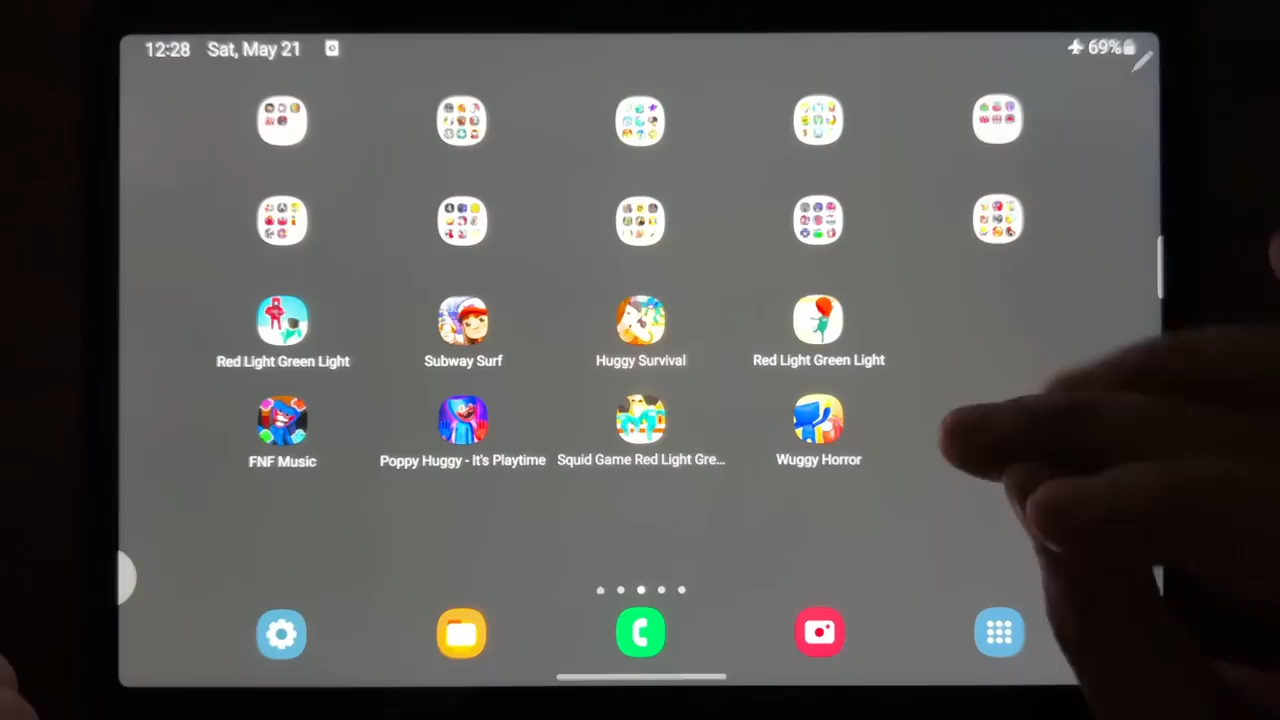 12:28 Sat, May 21
69%
Red Light Green Light
Subway Surf
Huggy Survival
Red Light Green Light
FNF Music
Poppy Huggy - It's Playtime
Squid Game Red Light Gre...
Wuggy Horror